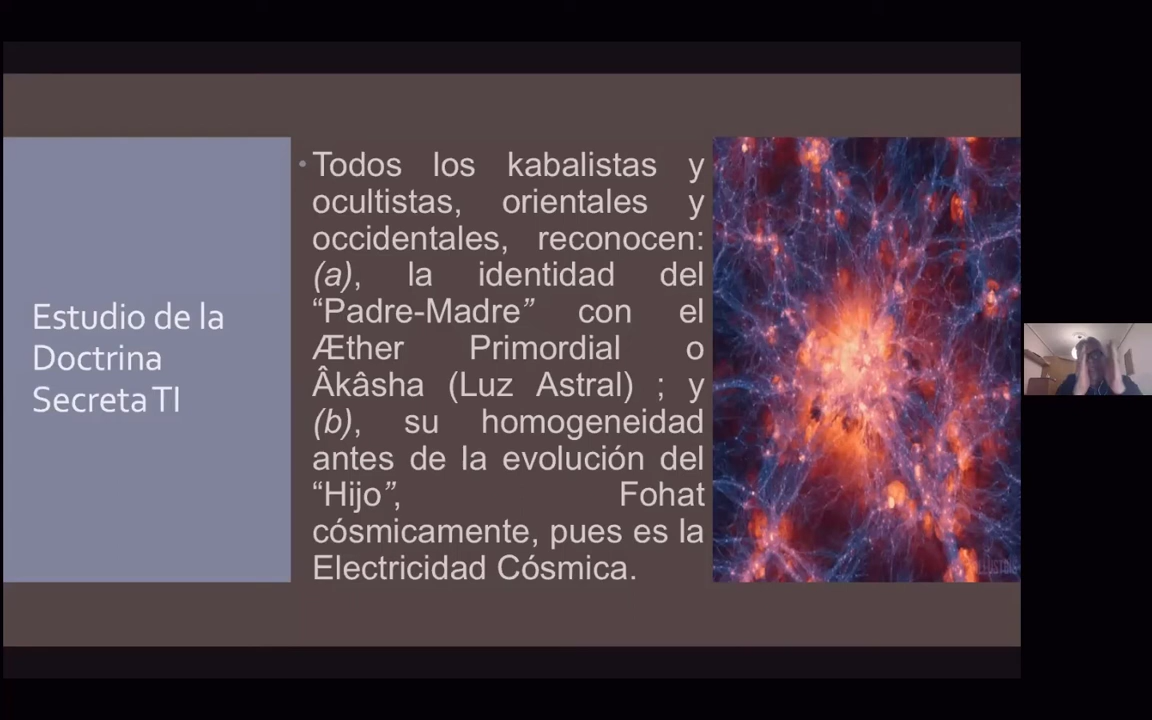 Estudio de la
Doctrina
Secreta TI
Todos los kabalistas y
ocultistas, orientales y
occidentales, reconocen:
(a), la identidad del
“Padre-Madre” con el
Æther Primordial o
Âkâsha (Luz Astral) ; y
(b), su homogeneidad
antes de la evolución del
“Hijo”, Fohat
cósmicamente, pues es la
Electricidad Cósmica.